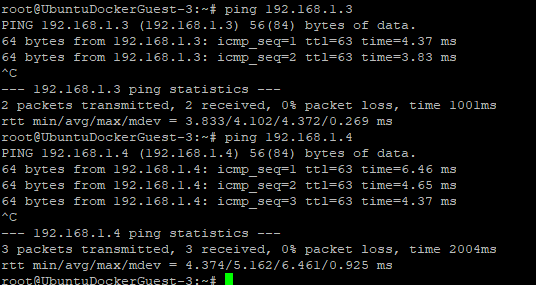 root@UbuntuDockerGuest-3:~# ping 192.168.1.3
PING 192.168.1.3 (192.168.1.3) 56(84) bytes of data.
64 bytes from 192.168.1.3: icmp_seq=1 ttl=63 time=4.37 ms
64 bytes from 192.168.1.3: icmp_seq=2 ttl=63 time=3.83 ms
^C
--- 192.168.1.3 ping statistics ---
2 packets transmitted, 2 received, 0% packet loss, time 1001ms
rtt min/avg/max/mdev = 3.833/4.102/4.372/0.269 ms
root@UbuntuDockerGuest-3:~# ping 192.168.1.4
PING 192.168.1.4 (192.168.1.4) 56(84) bytes of data.
64 bytes from 192.168.1.4: icmp_seq=1 ttl=63 time=6.46 ms
64 bytes from 192.168.1.4: icmp_seq=2 ttl=63 time=4.65 ms
64 bytes from 192.168.1.4: icmp_seq=3 ttl=63 time=4.37 ms
^C
--- 192.168.1.4 ping statistics ---
3 packets transmitted, 3 received, 0% packet loss, time 2004ms
rtt min/avg/max/mdev = 4.374/5.162/6.461/0.925 ms
root@UbuntuDockerGuest-3:~#